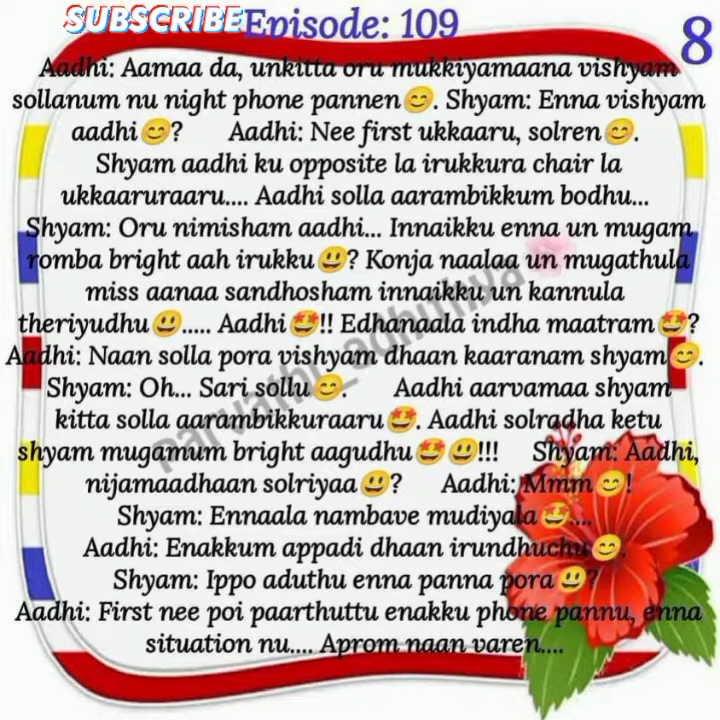 SUBSCRIBE Episode: 109
8
Aadhi: Aamaa da, unkitta oru mukkiyamaana vishyam
sollanum nu night phone pannen😊. Shyam: Enna vishyam
aadhi😊? Aadhi: Nee first ukkaaru, solren😊.
Shyam aadhi ku opposite la irukkura chair la
ukkaaruraaru.... Aadhi solla aarambikkum bodhu...
Shyam: Oru nimisham aadhi... Innaikku enna un mugam
romba bright aah irukku😃? Konja naalaa un mugathula
miss aanaa sandhosham innaikku un kannula
theriyudhu😃..... Aadhi🤩!! Edhanaala indha maatram🤩?
Aadhi: Naan solla pora vishyam dhaan kaaranam shyam😊.
Shyam: Oh... Sari sollu😊. Aadhi aarvamaa shyam
kitta solla aarambikkuraaru🤩. Aadhi solradha ketu
shyam mugamum bright aagudhu🤩😃!!! Shyam: Aadhi,
nijamaadhaan solriyaa😃? Aadhi: Mmm😊!
Shyam: Ennaala nambave mudiyala🤩....
Aadhi: Enakkum appadi dhaan irundhuchu😊.
Shyam: Ippo aduthu enna panna pora😃?
Aadhi: First nee poi paarthuttu enakku phone pannu, enna
situation nu.... Aprom naan varen....